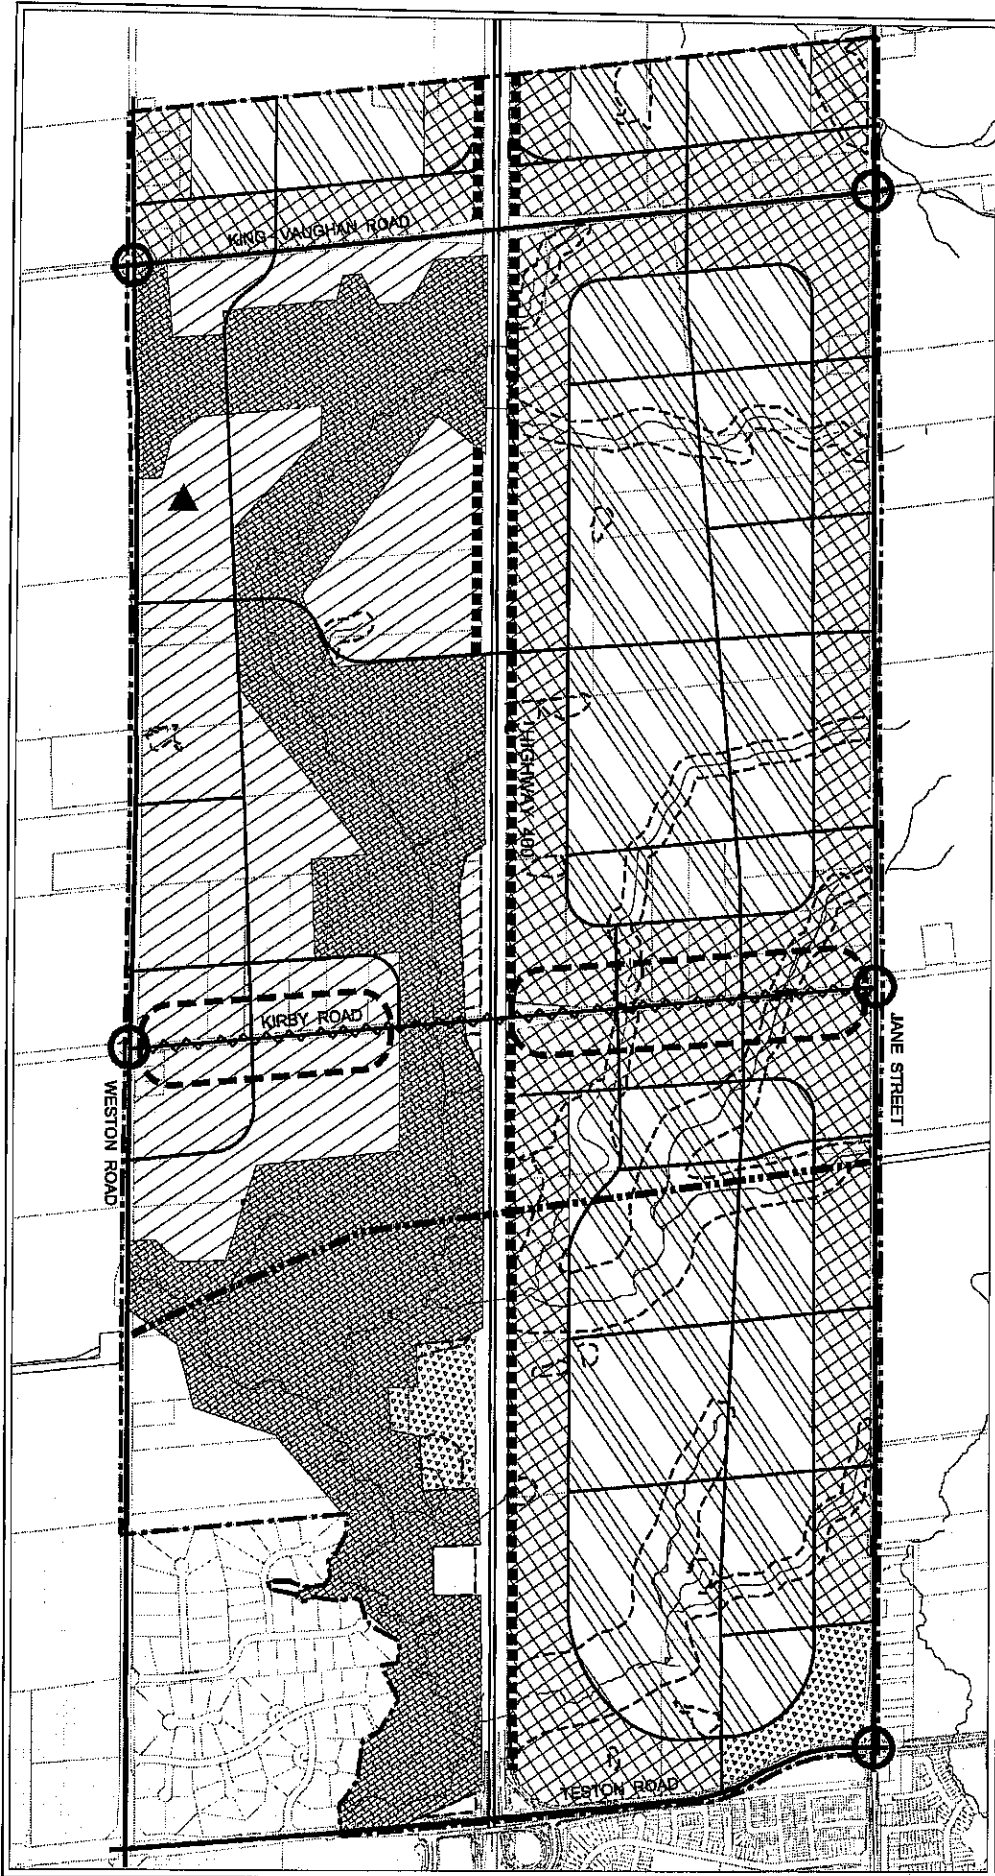 KING-VAUGHAN ROAD
HIGHWAY 400
KIRBY ROAD
JANE STREET
WESTON ROAD
TESTON ROAD